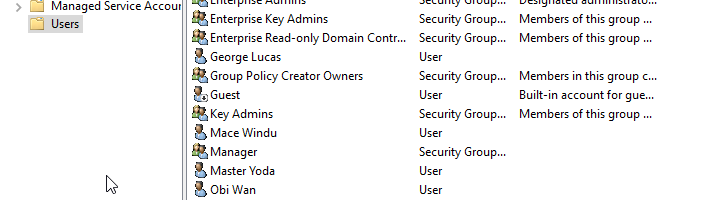 Managed Service Accour
Users
Enterprise Admins Security Group... Designated administrato...
Enterprise Key Admins Security Group... Members of this group ...
Enterprise Read-only Domain Contr... Security Group... Members of this group ...
George Lucas User
Group Policy Creator Owners Security Group... Members in this group c...
Guest User Built-in account for gue...
Key Admins Security Group... Members of this group ...
Mace Windu User
Manager Security Group...
Master Yoda User
Obi Wan User